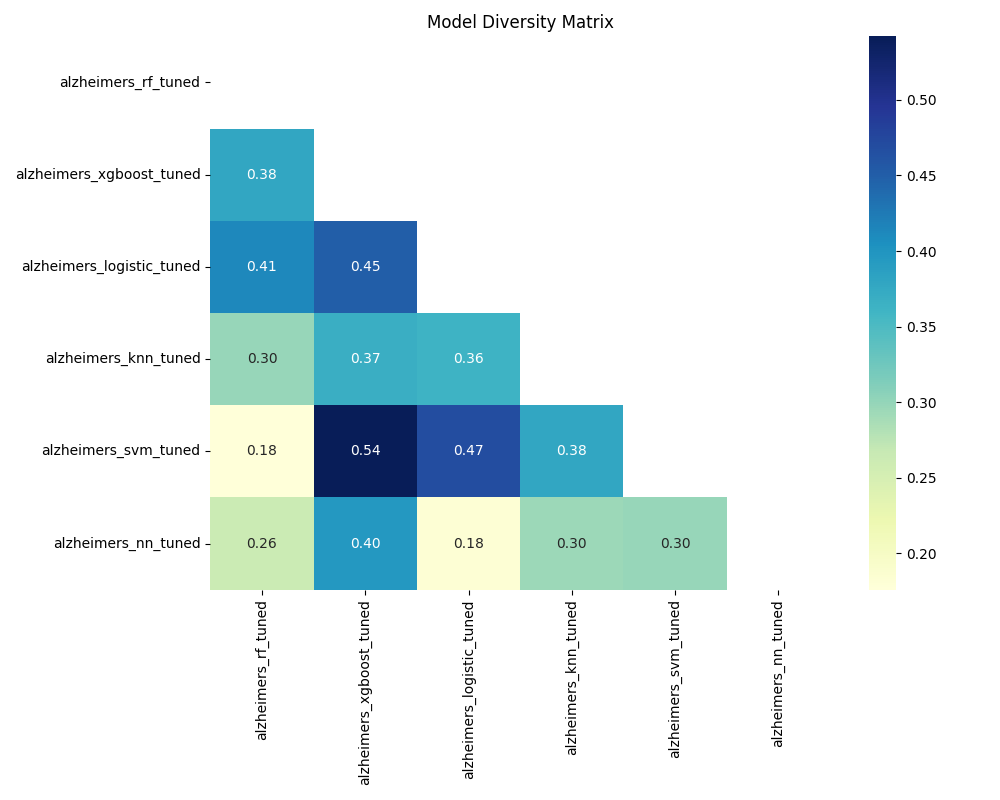 Model Diversity Matrix
alzheimers_rf_tuned
alzheimers_xgboost_tuned
0.38
alzheimers_logistic_tuned
0.41 0.45
alzheimers_knn_tuned
0.30 0.37 0.36
alzheimers_svm_tuned
0.18 0.54 0.47 0.38
alzheimers_nn_tuned
0.26 0.40 0.18 0.30 0.30
alzheimers_rf_tuned
alzheimers_xgboost_tuned
alzheimers_logistic_tuned
alzheimers_knn_tuned
alzheimers_svm_tuned
alzheimers_nn_tuned
0.50
0.45
0.40
0.35
0.30
0.25
0.20